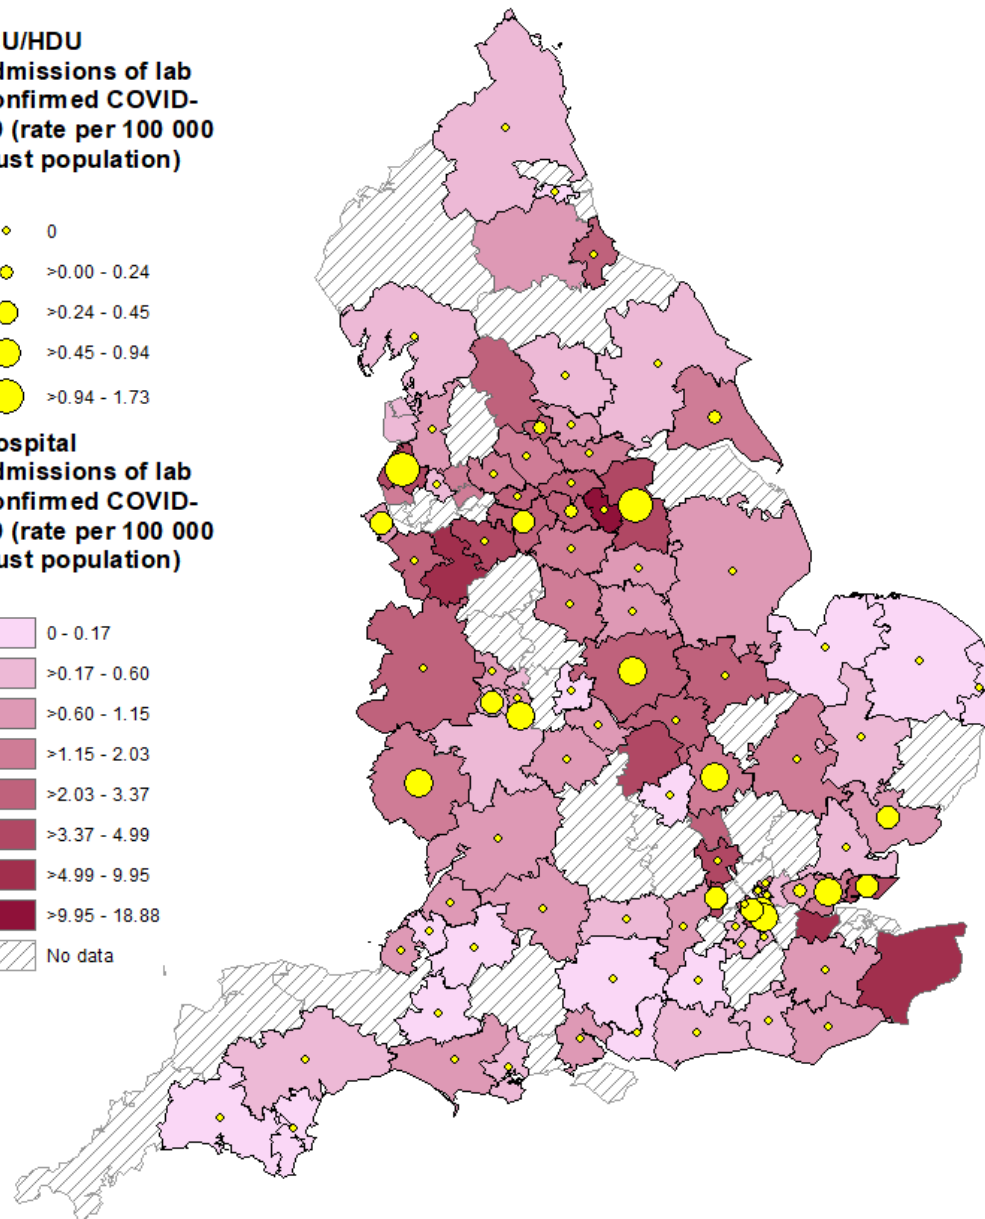 U/HDU
dmissions of lab
onfirmed COVID-
9 (rate per 100 000
ust population)
0
>0.00 - 0.24
>0.24 - 0.45
>0.45 - 0.94
>0.94 - 1.73
ospital
dmissions of lab
onfirmed COVID-
9 (rate per 100 000
ust population)
0 - 0.17
>0.17 - 0.60
>0.60 - 1.15
>1.15 - 2.03
>2.03 - 3.37
>3.37 - 4.99
>4.99 - 9.95
>9.95 - 18.88
No data